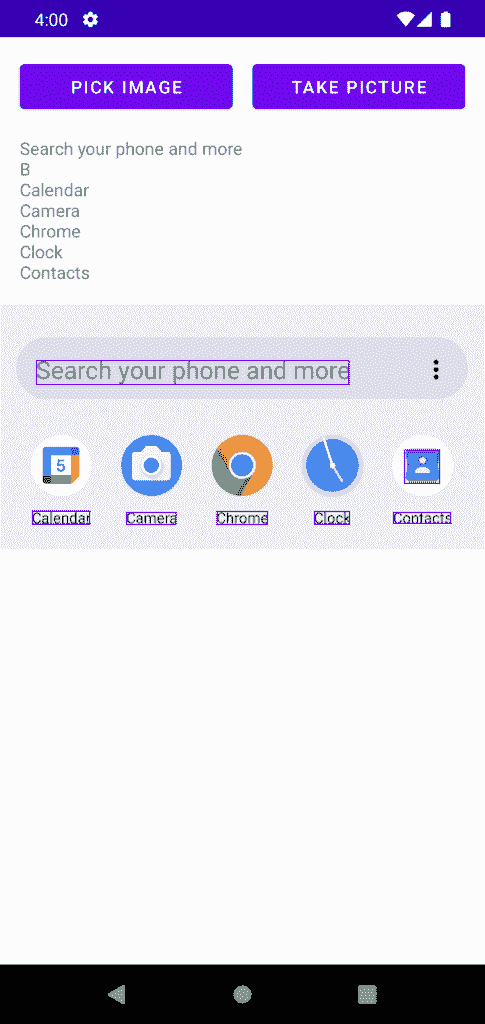 4:00
PICK IMAGE TAKE PICTURE
Search your phone and more
B
Calendar
Camera
Chrome
Clock
Contacts
Search your phone and more
5
Calendar Camera Chrome Clock Contacts